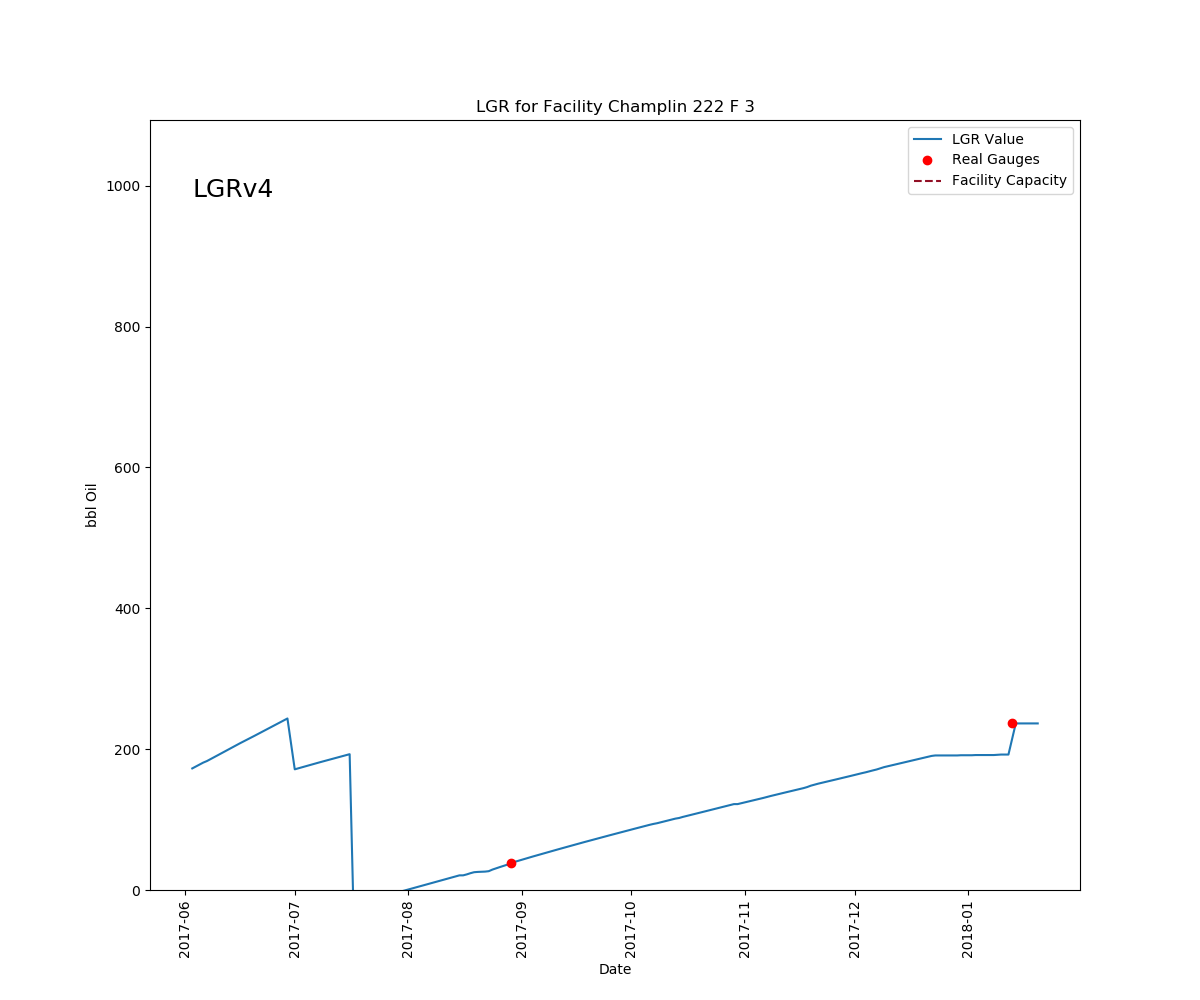 LGR for Facility Champlin 222 F 3
LGR Value
Real Gauges
Facility Capacity
LGRv4
1000
800
600
400
200
0
bbl Oil
2017-06
2017-07
2017-08
2017-09
2017-10
2017-11
2017-12
2018-01
Date